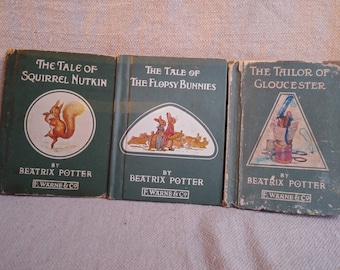 THE TALE OF
SQUIRREL NUTKIN
BY
BEATRIX POTTER
F. WARNE & Co
THE TALE OF
THE FLOPSY BUNNIES
BY
BEATRIX POTTER
F. WARNE & Co
THE TAILOR OF
GLOUCESTER
BY
BEATRIX POTTER
F. WARNE & Co